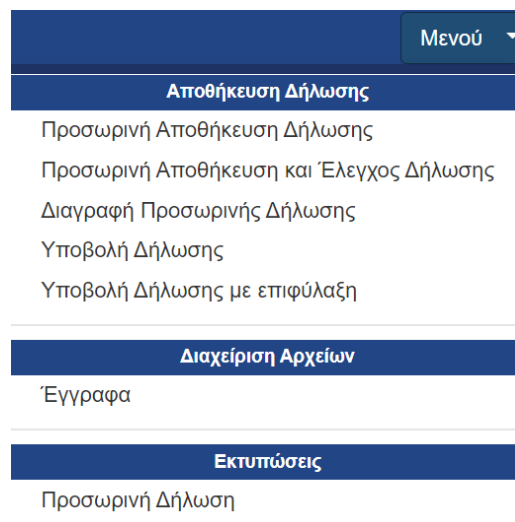 Μενού
Αποθήκευση Δήλωσης
Προσωρινή Αποθήκευση Δήλωσης
Προσωρινή Αποθήκευση και Έλεγχος Δήλωσης
Διαγραφή Προσωρινής Δήλωσης
Υποβολή Δήλωσης
Υποβολή Δήλωσης με επιφύλαξη
Διαχείριση Αρχείων
Έγγραφα
Εκτυπώσεις
Προσωρινή Δήλωση